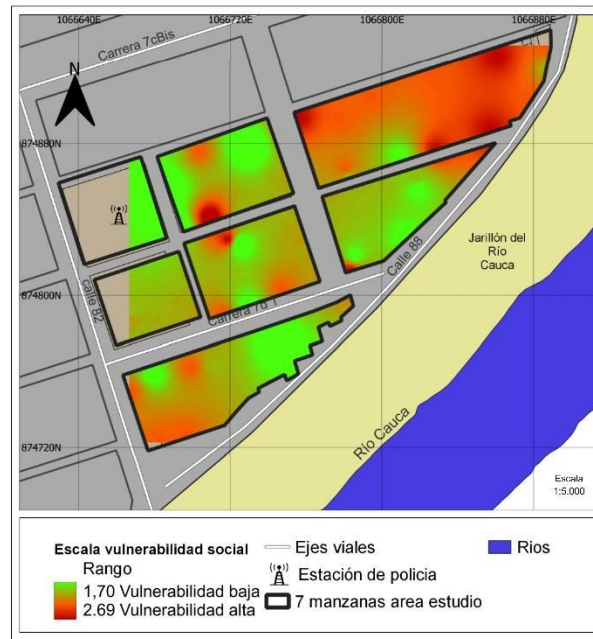 1066640E 1066720E 1066800E 1066880E
Carrera 7cBis
N
874880N
Calle 88
Jarillón del
Río
Cauca
874800N
calle 82
Carrera 7d 1
874720N
Río Cauca
Escala
1:5.000
Escala vulnerabilidad social
Rango
1,70 Vulnerabilidad baja
2.69 Vulnerabilidad alta
Ejes viales
Estación de policia
7 manzanas area estudio
Rios